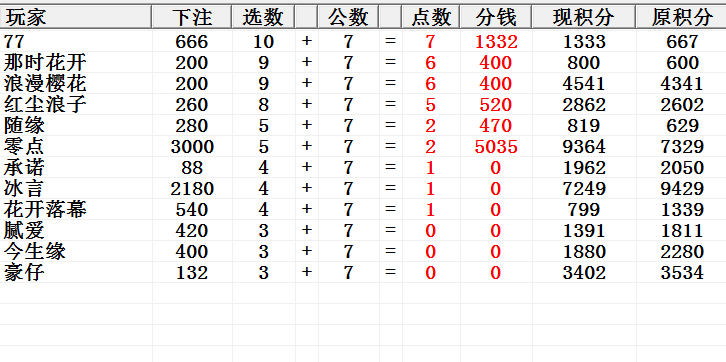 玩家 下注 选数 公数 点数 分钱 现积分 原积分
77 666 10 + 7 = 7 1332 1333 667
那时花开 200 9 + 7 = 6 400 800 600
浪漫樱花 200 9 + 7 = 6 400 4541 4341
红尘浪子 260 8 + 7 = 5 520 2862 2602
随缘 280 5 + 7 = 2 470 819 629
零点 3000 5 + 7 = 2 5035 9364 7329
承诺 88 4 + 7 = 1 0 1962 2050
冰言 2180 4 + 7 = 1 0 7249 9429
花开落幕 540 4 + 7 = 1 0 799 1339
腻爱 420 3 + 7 = 0 0 1391 1811
今生缘 400 3 + 7 = 0 0 1880 2280
豪仔 132 3 + 7 = 0 0 3402 3534